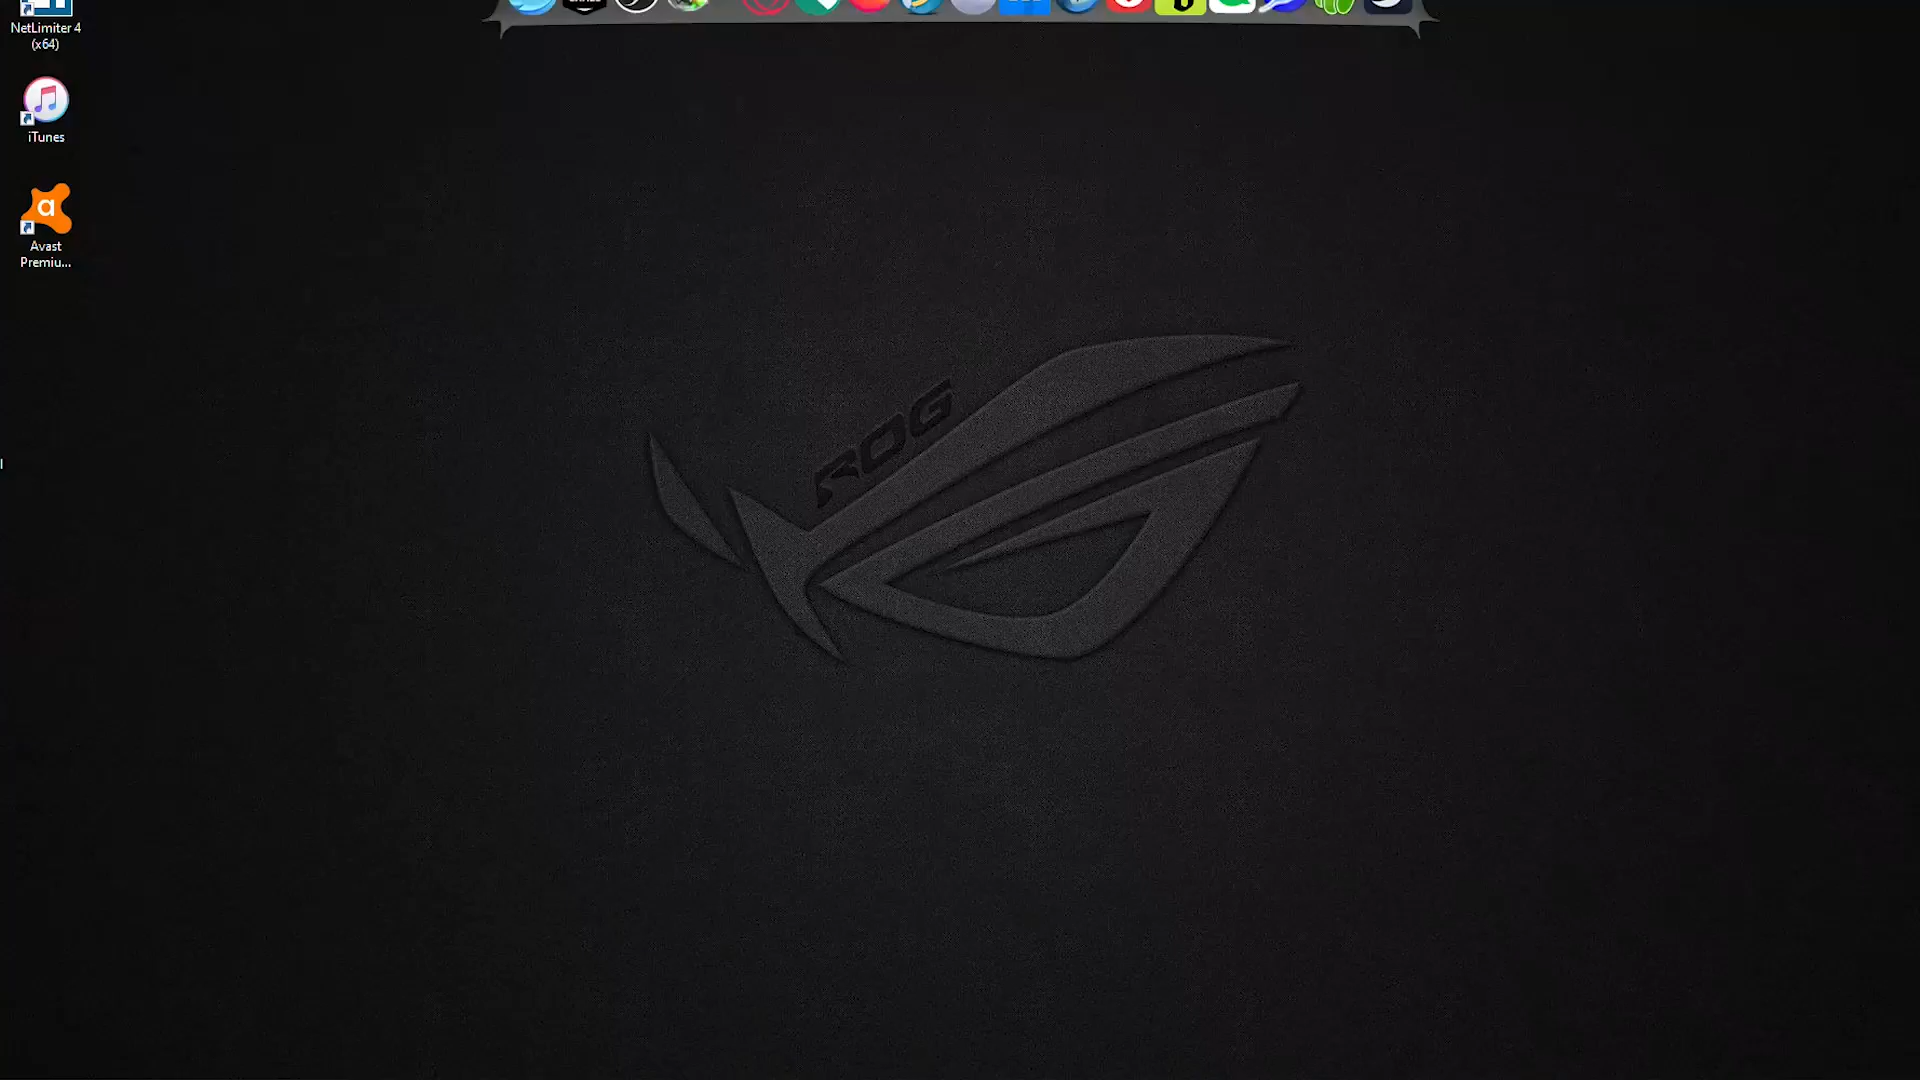 NetLimiter 4
(x64)
iTunes
a
Avast
Premiu...
ROG